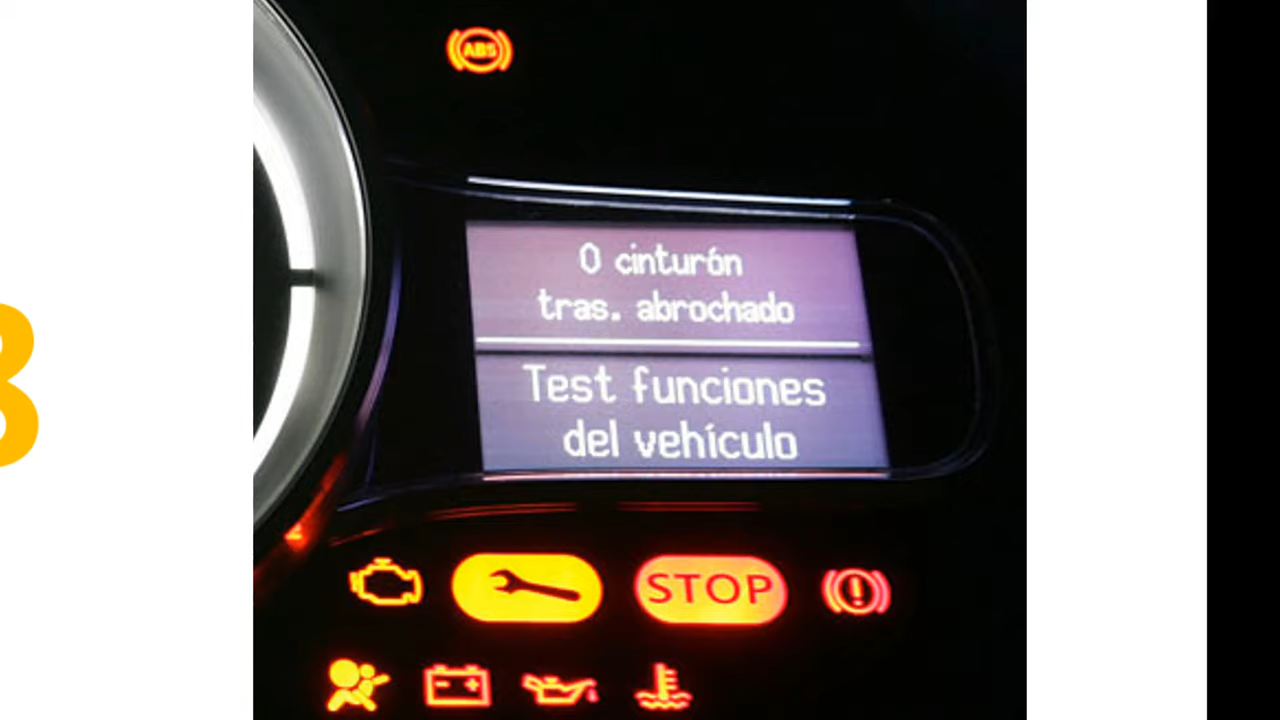 ABS
0 cinturón
tras. abrochado
Test funciones
del vehículo
STOP